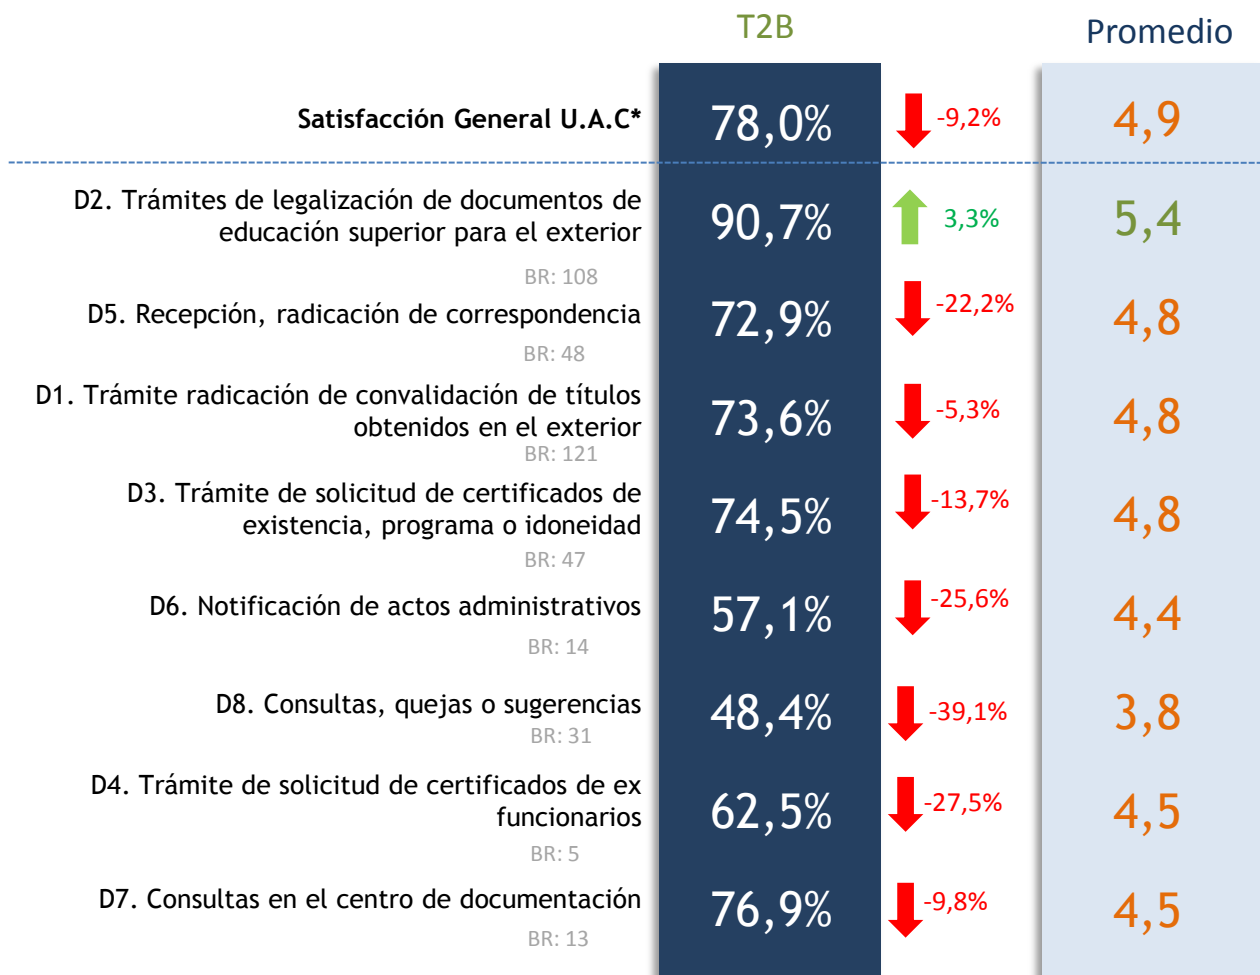 T2B
Promedio
Satisfacción General U.A.C*
78,0%
-9,2%
4,9
D2. Trámites de legalización de documentos de
educación superior para el exterior
BR: 108
90,7%
3,3%
5,4
D5. Recepción, radicación de correspondencia
BR: 48
72,9%
-22,2%
4,8
D1. Trámite radicación de convalidación de títulos
obtenidos en el exterior
BR: 121
73,6%
-5,3%
4,8
D3. Trámite de solicitud de certificados de
existencia, programa o idoneidad
BR: 47
74,5%
-13,7%
4,8
D6. Notificación de actos administrativos
BR: 14
57,1%
-25,6%
4,4
D8. Consultas, quejas o sugerencias
BR: 31
48,4%
-39,1%
3,8
D4. Trámite de solicitud de certificados de ex
funcionarios
BR: 5
62,5%
-27,5%
4,5
D7. Consultas en el centro de documentación
BR: 13
76,9%
-9,8%
4,5